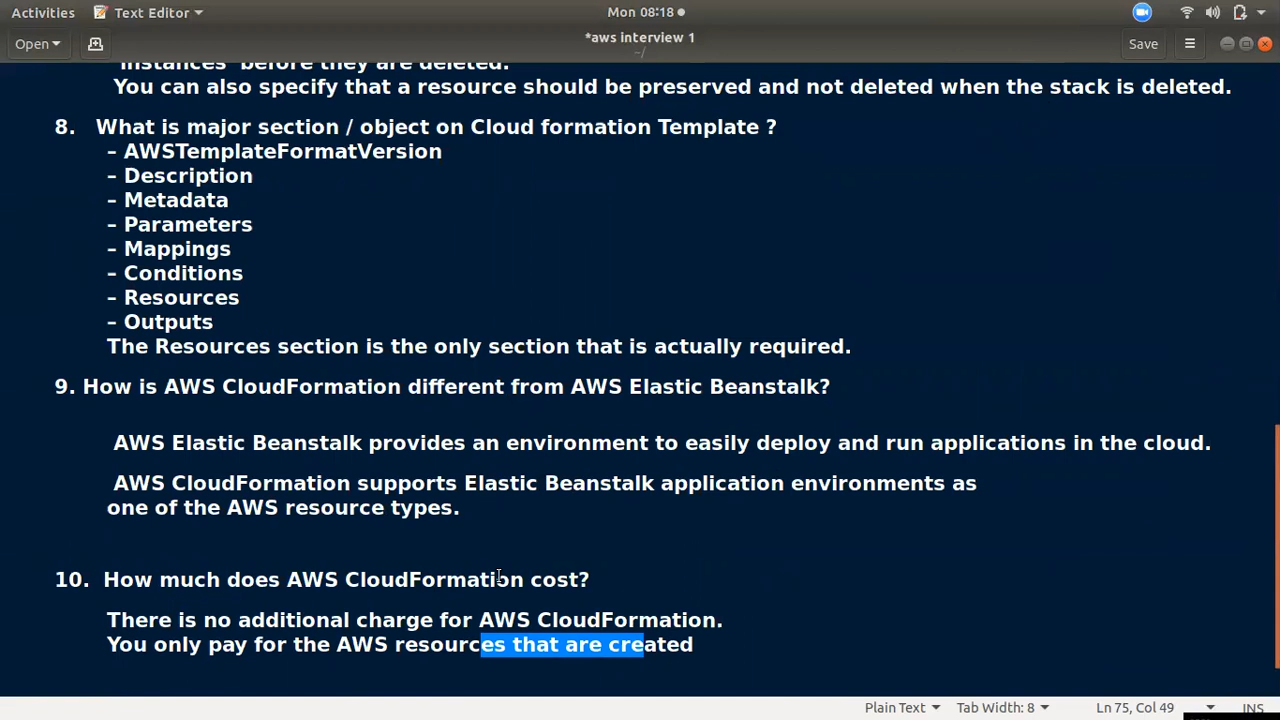 Activities
Text Editor
Mon 08:18
Open
*aws interview 1
~/
Save
instances' before they are deleted.
You can also specify that a resource should be preserved and not deleted when the stack is deleted.
8. What is major section / object on Cloud formation Template ?
– AWSTemplateFormatVersion
– Description
– Metadata
– Parameters
– Mappings
– Conditions
– Resources
– Outputs
The Resources section is the only section that is actually required.
9. How is AWS CloudFormation different from AWS Elastic Beanstalk?
AWS Elastic Beanstalk provides an environment to easily deploy and run applications in the cloud.
AWS CloudFormation supports Elastic Beanstalk application environments as
one of the AWS resource types.
10. How much does AWS CloudFormation cost?
There is no additional charge for AWS CloudFormation.
You only pay for the AWS resources that are created
Plain Text
Tab Width: 8
Ln 75, Col 49
INS